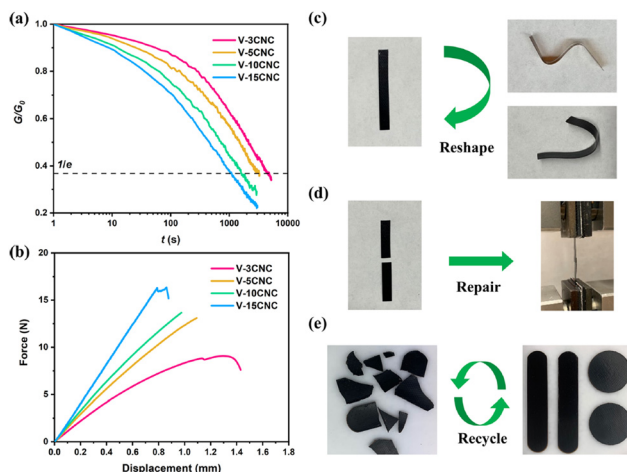 (a)
1.0
0.8
0.6
0.4
0.2
G/G0
V-3CNC
V-5CNC
V-10CNC
V-15CNC
1/e
1 10 100 1000 10000
t (s)
(b)
25
20
15
10
5
0
Force (N)
V-3CNC
V-5CNC
V-10CNC
V-15CNC
0.0 0.2 0.4 0.6 0.8 1.0 1.2 1.4 1.6 1.8
Displacement (mm)
(c)
Reshape
(d)
Repair
(e)
Recycle